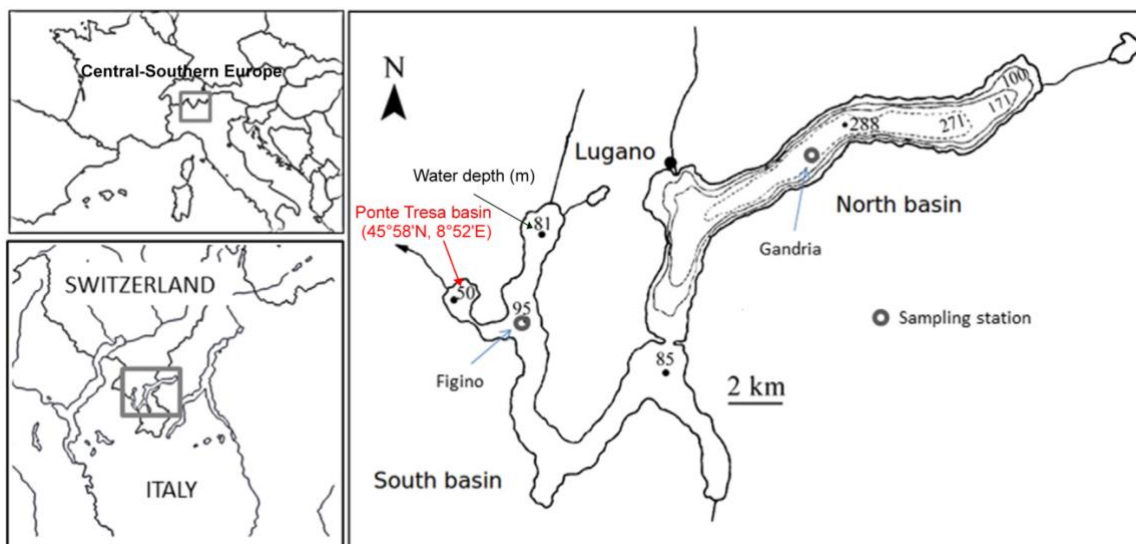 Central-Southern Europe
SWITZERLAND
ITALY
N
100
171
271
288
Lugano
Water depth (m)
North basin
Ponte Tresa basin
(45°58'N, 8°52'E)
81
Gandria
50
95
Sampling station
Figino
85
2 km
South basin